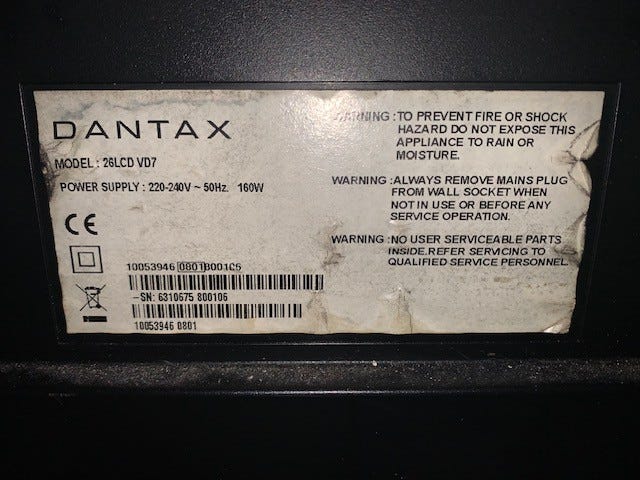 DANTAX
MODEL : 26LCD VD7
POWER SUPPLY : 220-240V ~ 50Hz. 160W
CE
10053946 0801B00105
-SN: 6310675 800106
10053946 0801
WARNING :TO PREVENT FIRE OR SHOCK
HAZARD DO NOT EXPOSE THIS
APPLIANCE TO RAIN OR
MOISTURE.
WARNING :ALWAYS REMOVE MAINS PLUG
FROM WALL SOCKET WHEN
NOT IN USE OR BEFORE ANY
SERVICE OPERATION.
WARNING :NO USER SERVICEABLE PARTS
INSIDE.REFER SERVICING TO
QUALIFIED SERVICE PERSONNEL.